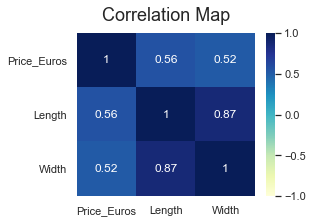 Correlation Map
Price_Euros 1 0.56 0.52
Length 0.56 1 0.87
Width 0.52 0.87 1
Price_Euros Length Width
1.0
0.5
0.0
−0.5
−1.0